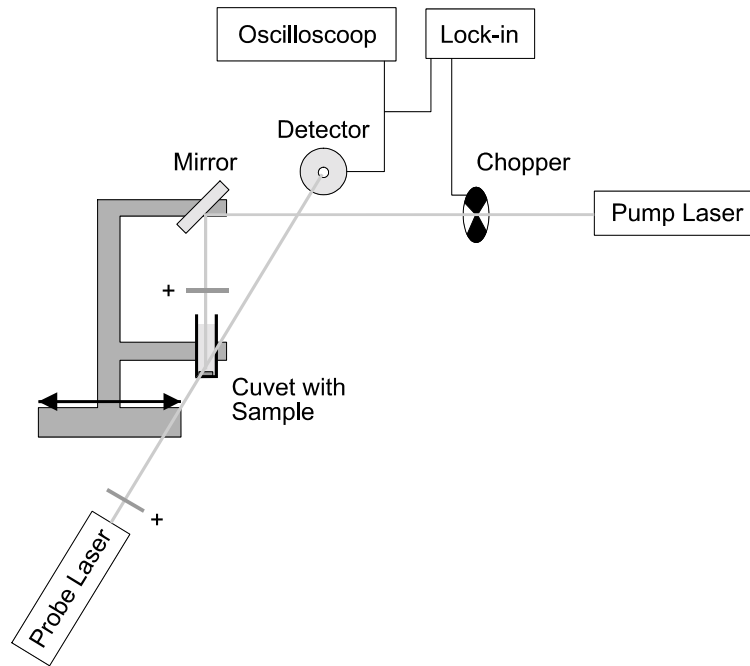 Oscilloscoop
Lock-in
Detector
Mirror
Chopper
Pump Laser
+
Cuvet with
Sample
+
Probe Laser